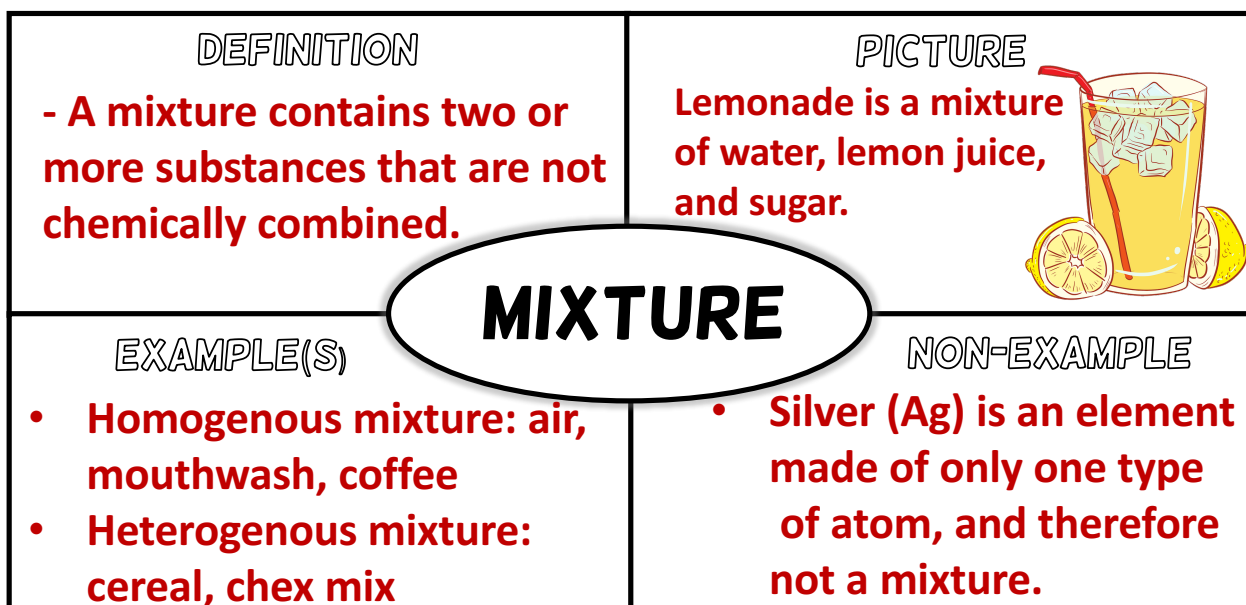 DEFINITION
- A mixture contains two or
more substances that are not
chemically combined.
PICTURE
Lemonade is a mixture
of water, lemon juice,
and sugar.
MIXTURE
EXAMPLE(S)
• Homogenous mixture: air,
mouthwash, coffee
• Heterogenous mixture:
cereal, chex mix
NON-EXAMPLE
• Silver (Ag) is an element
made of only one type
of atom, and therefore
not a mixture.